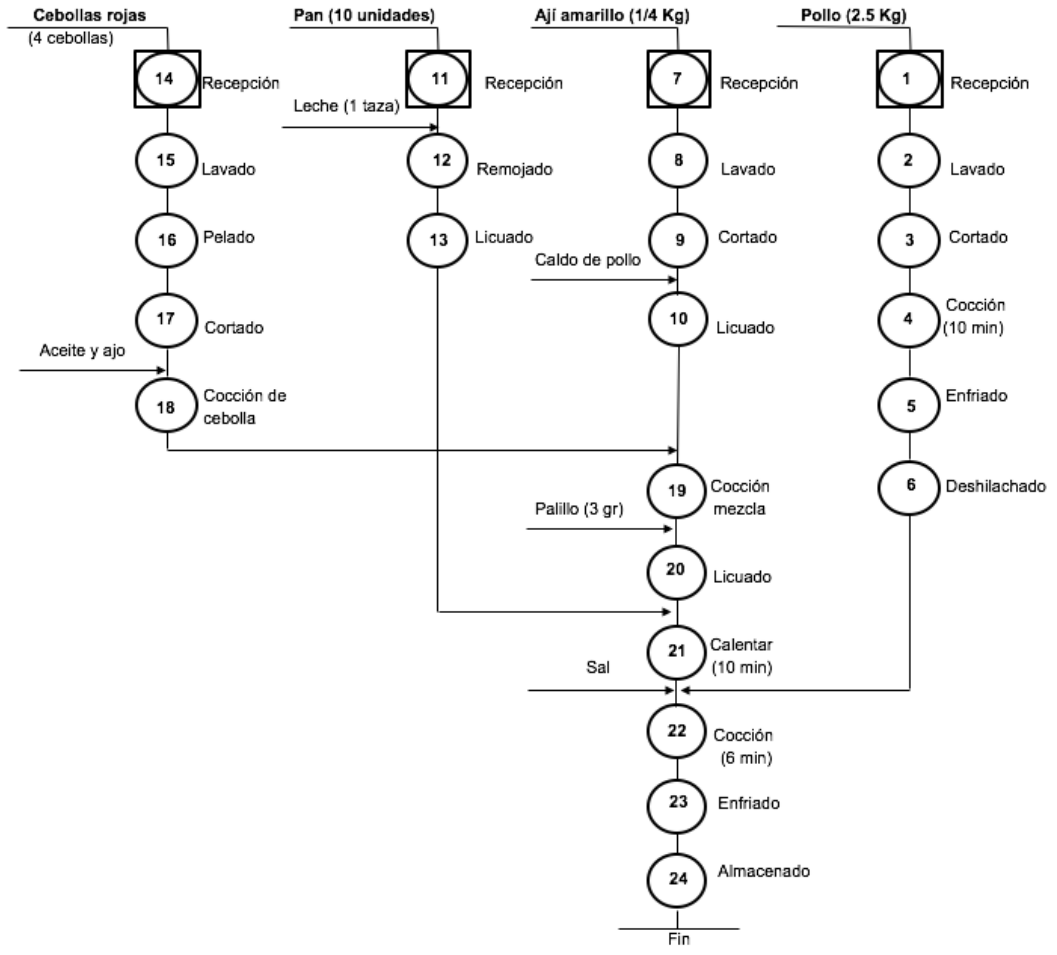 Cebollas rojas
(4 cebollas)
14
Recepción
15
Lavado
16
Pelado
17
Cortado
Aceite y ajo
18
Cocción de
cebolla
Pan (10 unidades)
11
Recepción
Leche (1 taza)
12
Remojado
13
Licuado
Ají amarillo (1/4 Kg)
7
Recepción
8
Lavado
9
Cortado
Caldo de pollo
10
Licuado
19
Cocción
mezcla
Palillo (3 gr)
20
Licuado
21
Calentar
(10 min)
Sal
22
Cocción
(6 min)
23
Enfriado
24
Almacenado
Fin
Pollo (2.5 Kg)
1
Recepción
2
Lavado
3
Cortado
4
Cocción
(10 min)
5
Enfriado
6
Deshilachado